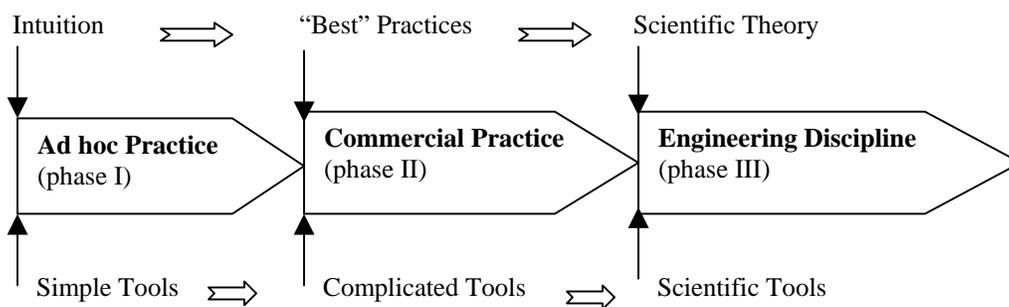 Intuition
“Best” Practices
Scientific Theory
Ad hoc Practice
(phase I)
Commercial Practice
(phase II)
Engineering Discipline
(phase III)
Simple Tools
Complicated Tools
Scientific Tools